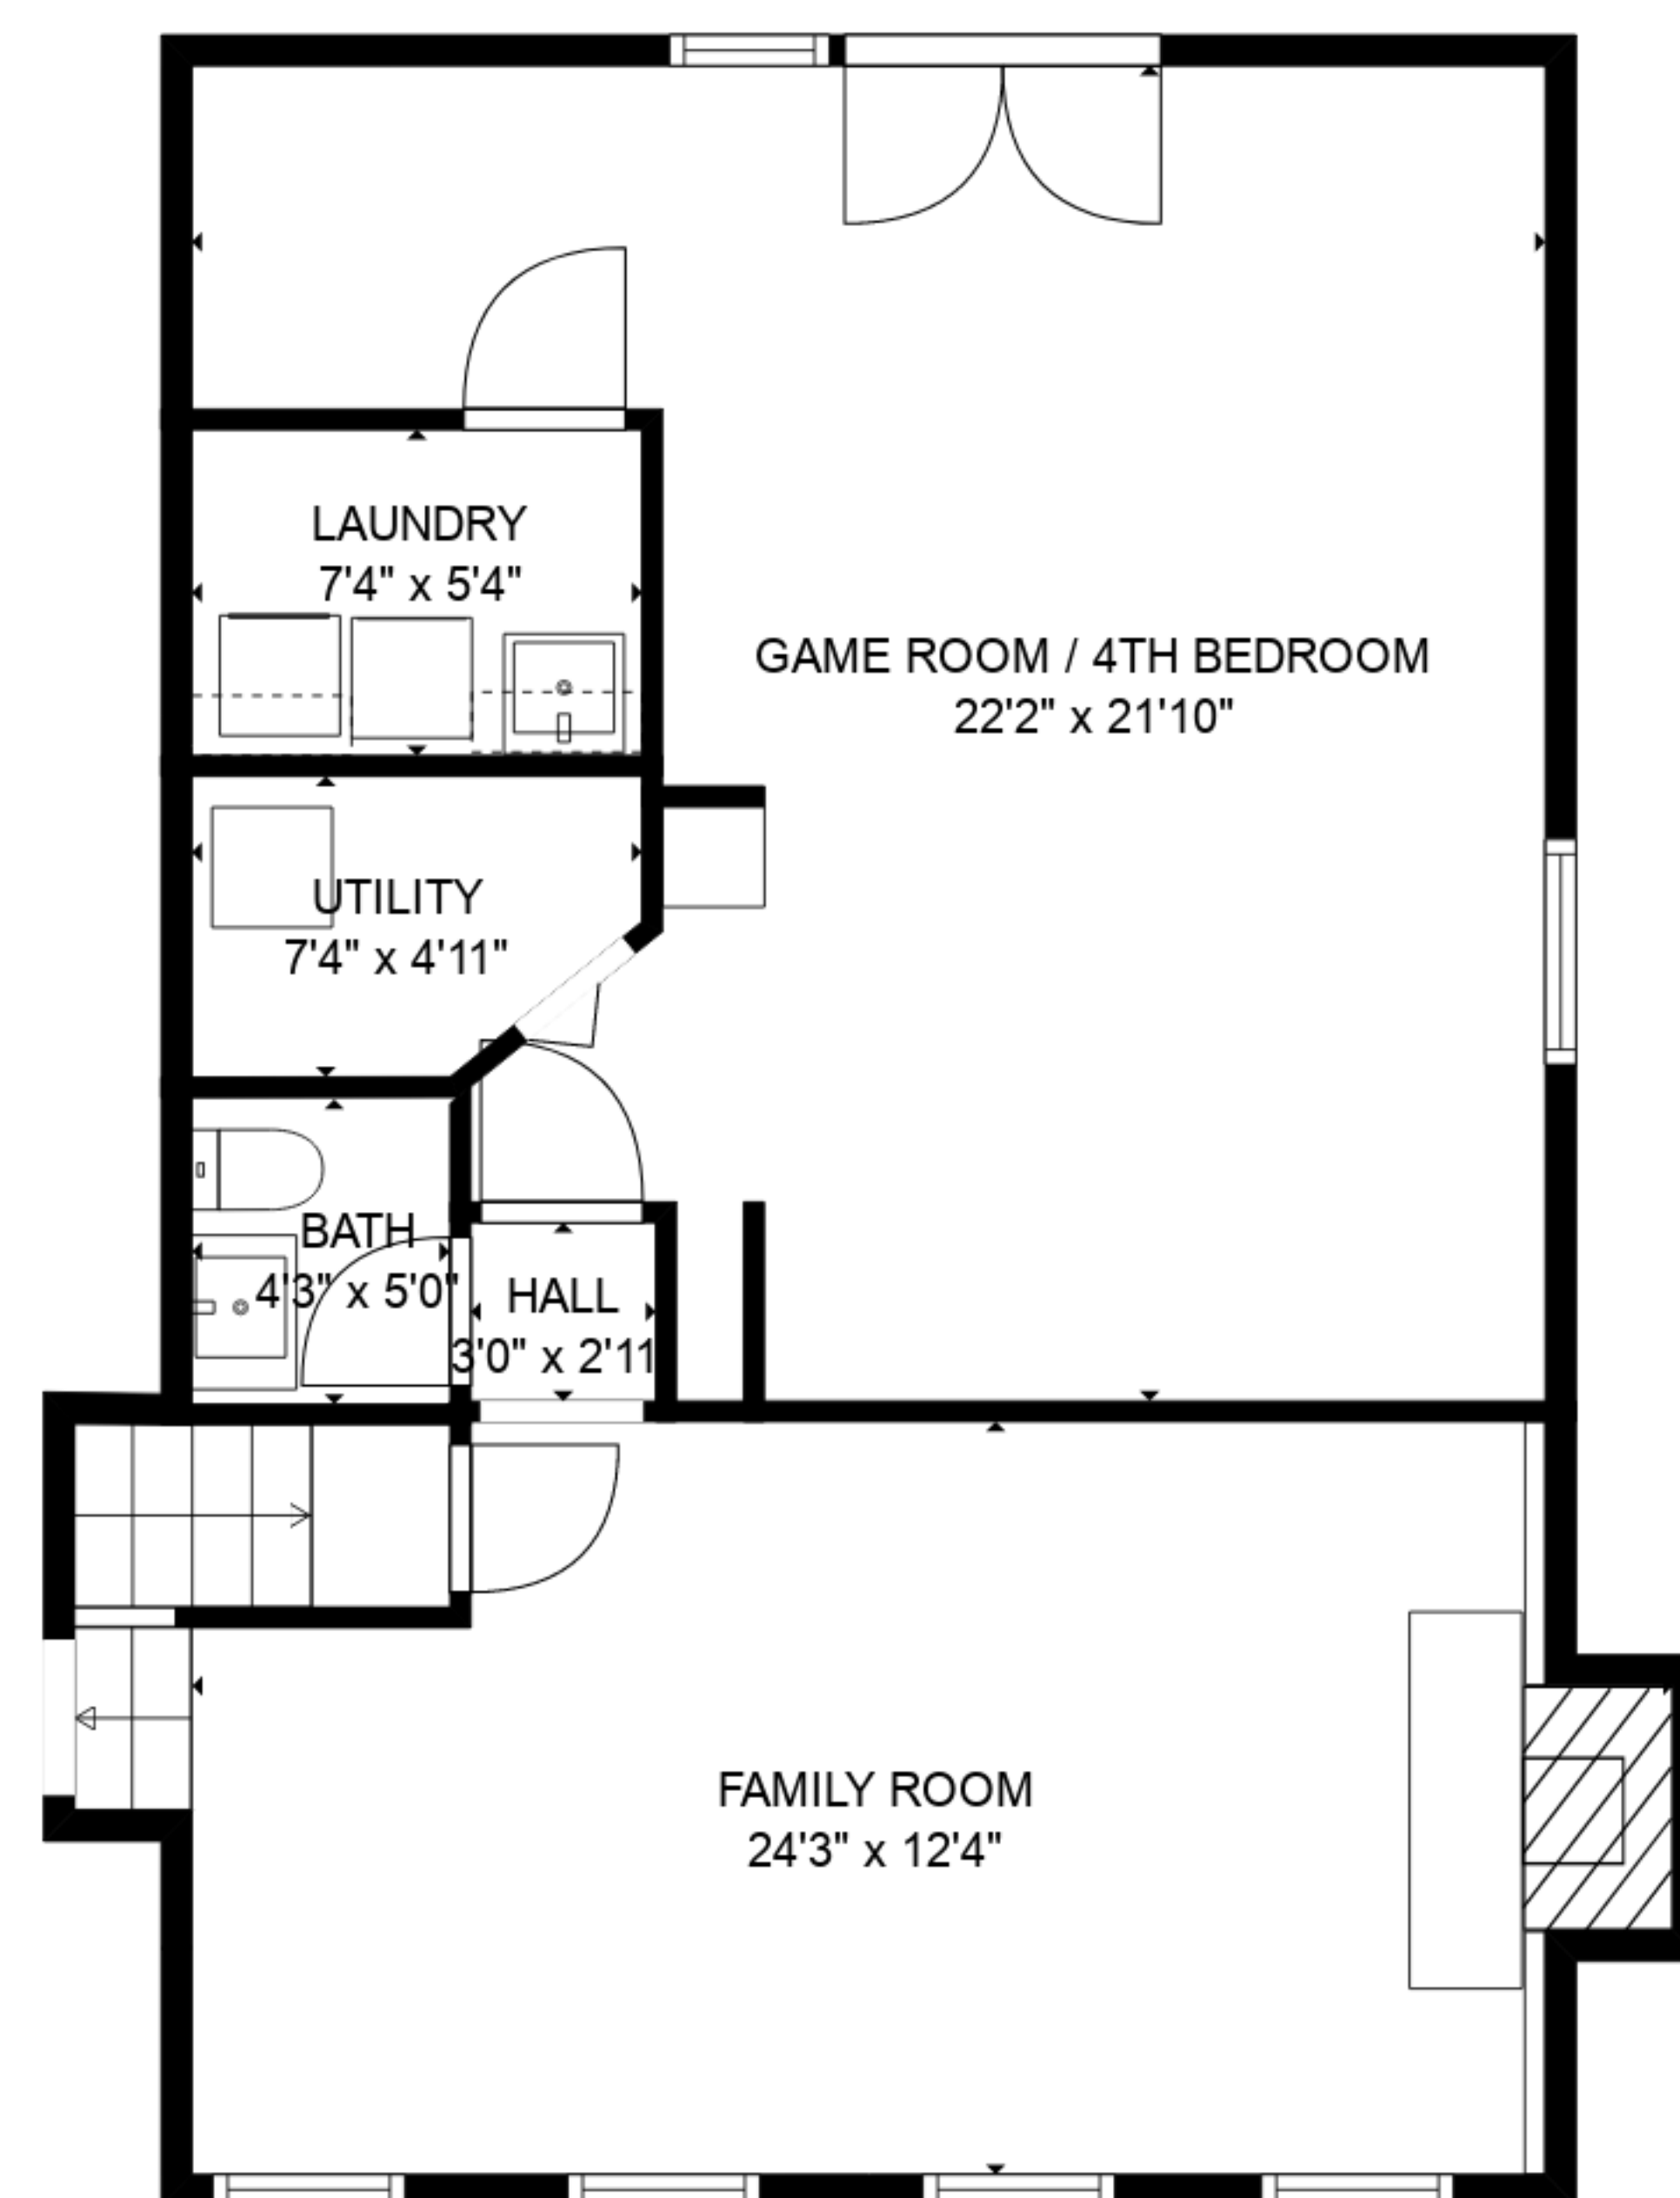 LAUNDRY
7'4" x 5'4"
GAME ROOM / 4TH BEDROOM
22'2" x 21'10"
UTILITY
7'4" x 4'11"
BATH
4'3" x 5'0"
HALL
3'0" x 2'11
FAMILY ROOM
24'3" x 12'4"